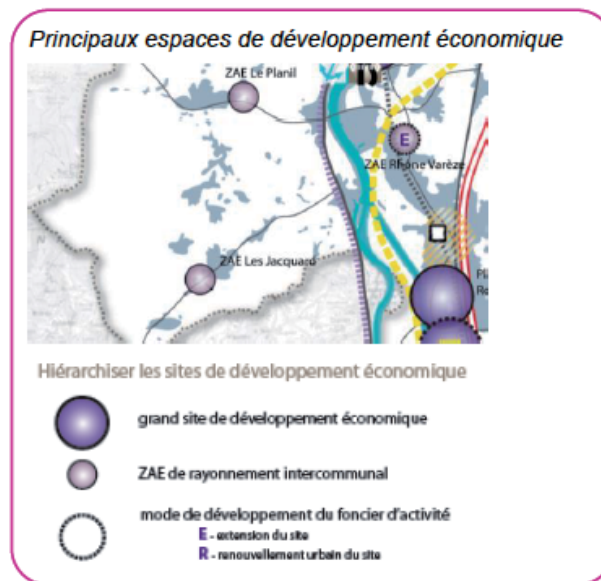 Principaux espaces de développement économique
ZAE Le Planil
E
ZAE Rhône Varèze
ZAE Les Jacquard
Hiérarchiser les sites de développement économique
grand site de développement économique
ZAE de rayonnement intercommunal
mode de développement du foncier d'activité
E - extension du site
R - renouvellement urbain du site